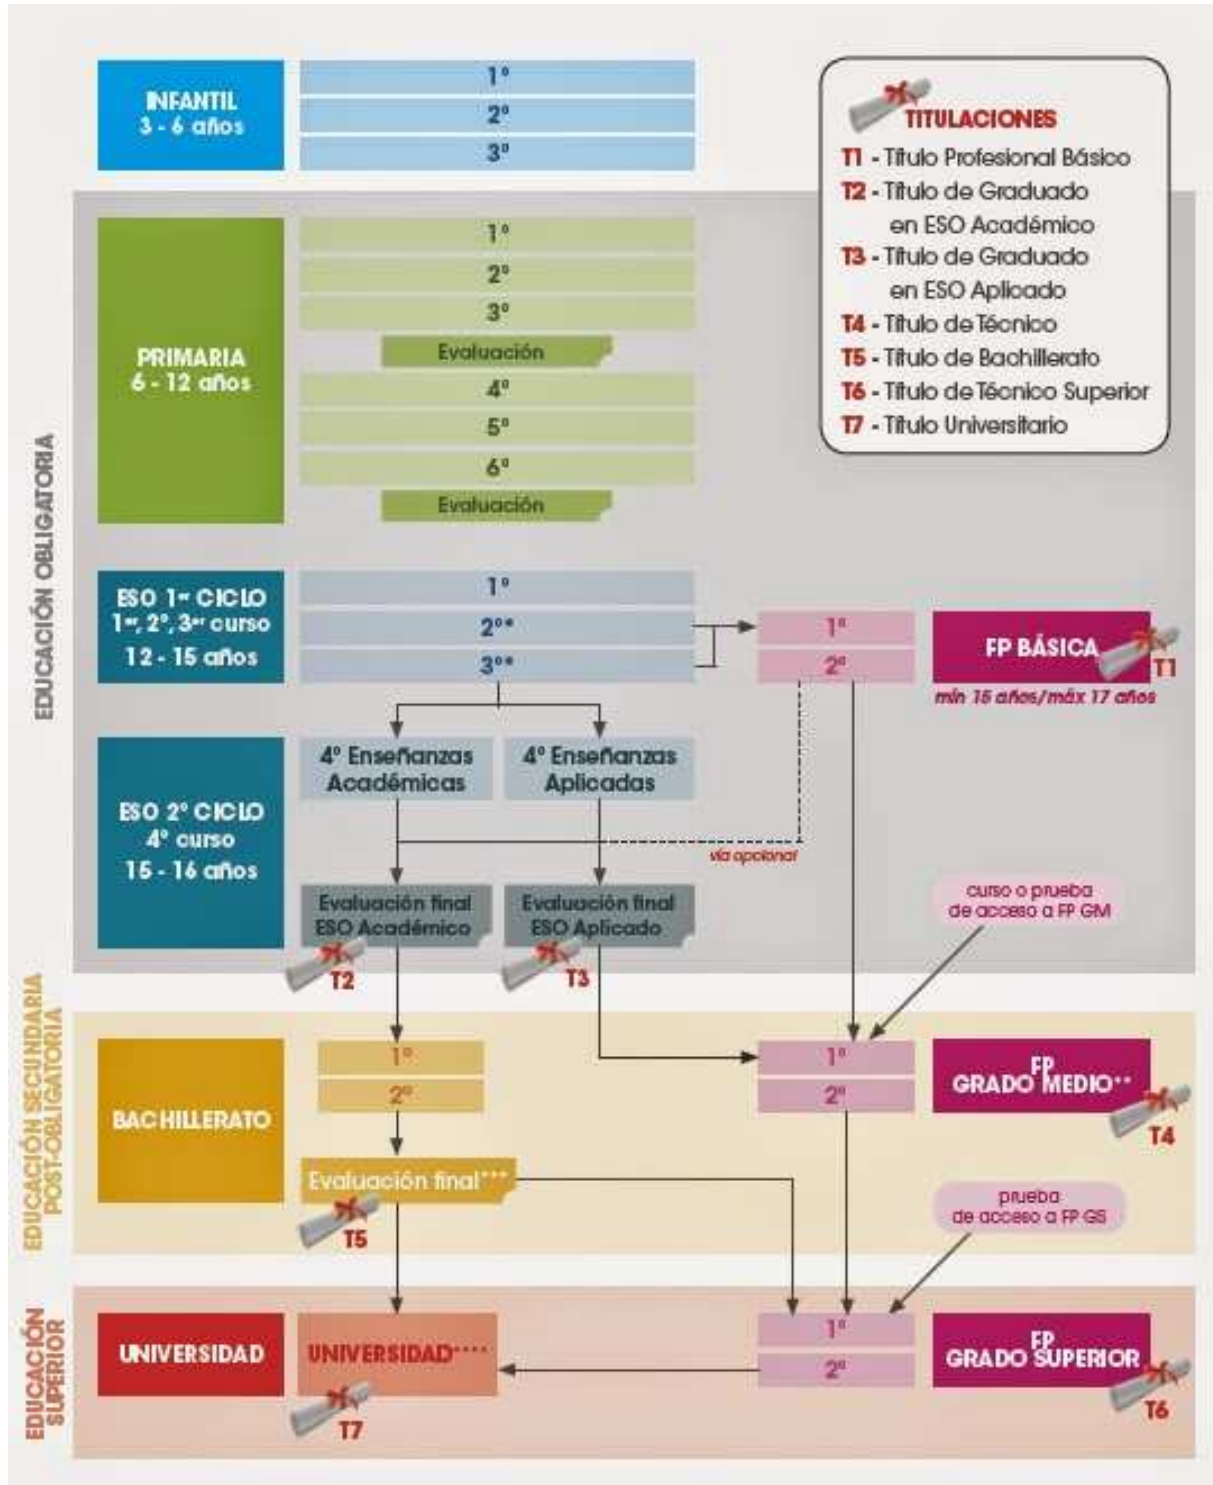 INFANTIL
3 - 6 años
1º
2º
3º
TITULACIONES
T1 - Título Profesional Básico
T2 - Título de Graduado
en ESO Académico
T3 - Título de Graduado
en ESO Aplicado
T4 - Título de Técnico
T5 - Título de Bachillerato
T6 - Título de Técnico Superior
T7 - Título Universitario
EDUCACIÓN OBLIGATORIA
PRIMARIA
6 - 12 años
1º
2º
3º
Evaluación
4º
5º
6º
Evaluación
ESO 1er CICLO
1er, 2º, 3er curso
12 - 15 años
1º
2º*
3º*
1º
2º
FP BÁSICA
T1
mín 15 años/máx 17 años
ESO 2º CICLO
4º curso
15 - 16 años
4º Enseñanzas
Académicas
4º Enseñanzas
Aplicadas
vía opcional
Evaluación final
ESO Académico
T2
Evaluación final
ESO Aplicado
T3
curso o prueba
de acceso a FP GM
EDUCACIÓN SECUNDARIA
POST-OBLIGATORIA
BACHILLERATO
1º
2º
Evaluación final***
T5
1º
2º
FP
GRADO MEDIO**
T4
prueba
de acceso a FP GS
EDUCACIÓN
SUPERIOR
UNIVERSIDAD
UNIVERSIDAD****
T7
1º
2º
FP
GRADO SUPERIOR
T6